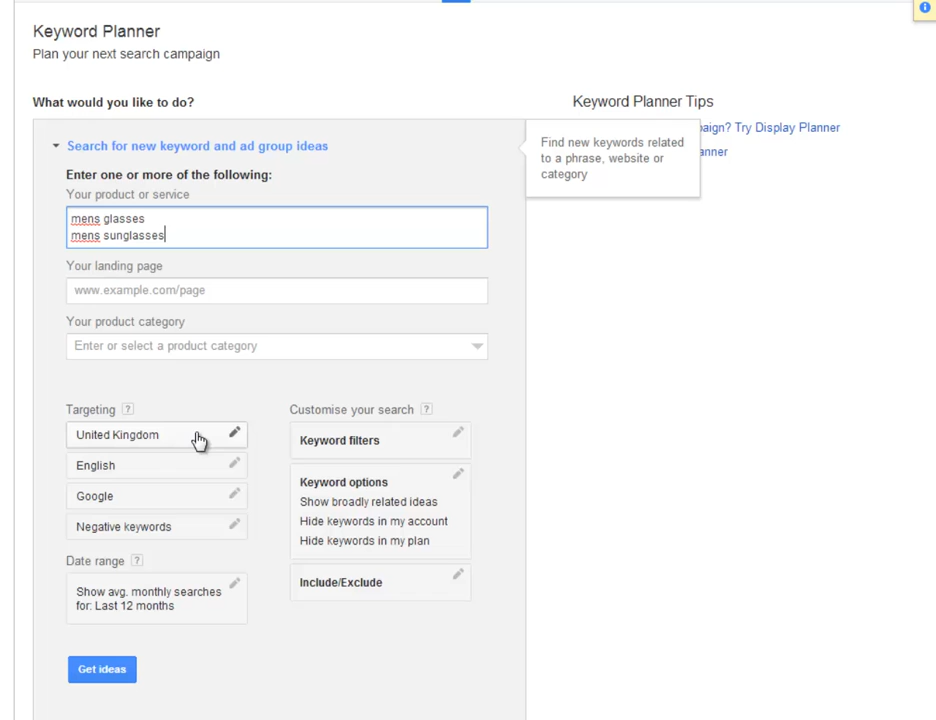 Keyword Planner
Plan your next search campaign
What would you like to do?
Keyword Planner Tips
Search for new keyword and ad group ideas
Find new keywords related
to a phrase, website or
category
paign? Try Display Planner
anner
Enter one or more of the following:
Your product or service
mens glasses
mens sunglasses
Your landing page
www.example.com/page
Your product category
Enter or select a product category
Targeting ?
United Kingdom
English
Google
Negative keywords
Date range ?
Show avg. monthly searches
for: Last 12 months
Customise your search ?
Keyword filters
Keyword options
Show broadly related ideas
Hide keywords in my account
Hide keywords in my plan
Include/Exclude
Get ideas